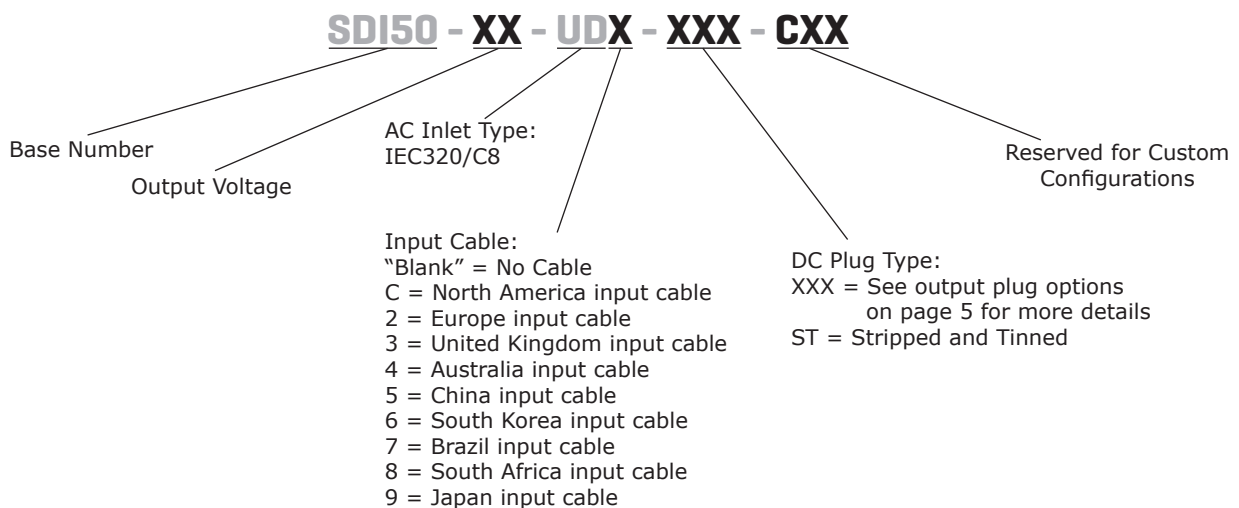 SDI50 - XX - UDX - XXX - CXX
Base Number
Output Voltage
AC Inlet Type:
IEC320/C8
Input Cable:
“Blank” = No Cable
C = North America input cable
2 = Europe input cable
3 = United Kingdom input cable
4 = Australia input cable
5 = China input cable
6 = South Korea input cable
7 = Brazil input cable
8 = South Africa input cable
9 = Japan input cable
DC Plug Type:
XXX = See output plug options
on page 5 for more details
ST = Stripped and Tinned
Reserved for Custom
Configurations